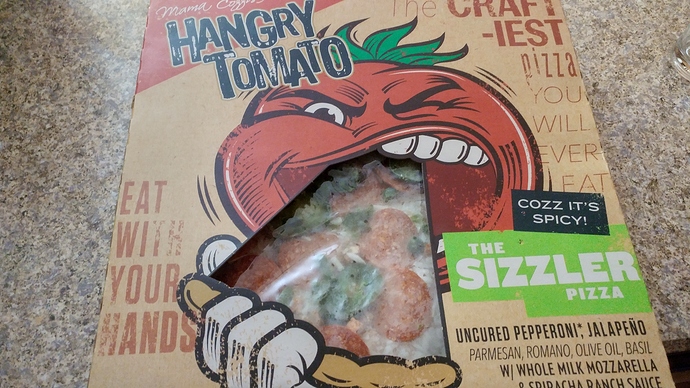 Mama Cozzi's
HANGRY
TOMATO
The CRAFT
-IEST
pizza
YOU
WILL
EVER
EAT
EAT
WITH
YOUR
HANDS
COZZ IT'S
SPICY!
THE
SIZZLER
PIZZA
UNCURED PEPPERONI*, JALAPEÑO
PARMESAN, ROMANO, OLIVE OIL, BASIL
W/ WHOLE MILK MOZZARELLA
& SRIRACHA RANCH SAUCE